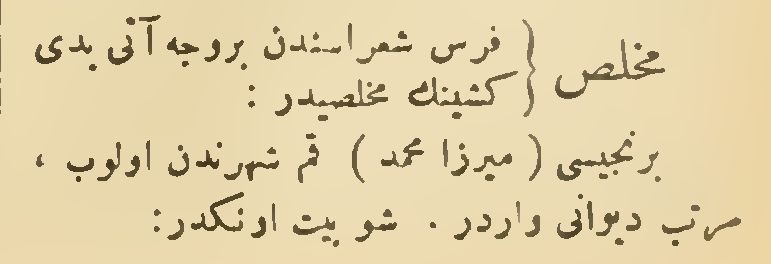 مخلص { فرس شعراسندن بروجه آتی یدی
کشینك مخلصیدر :
برنجیسی ( میرزا محمد ) قم شهرندن اولوب ،
مرتب دیوانی واردر . شو بیت اونکدر: